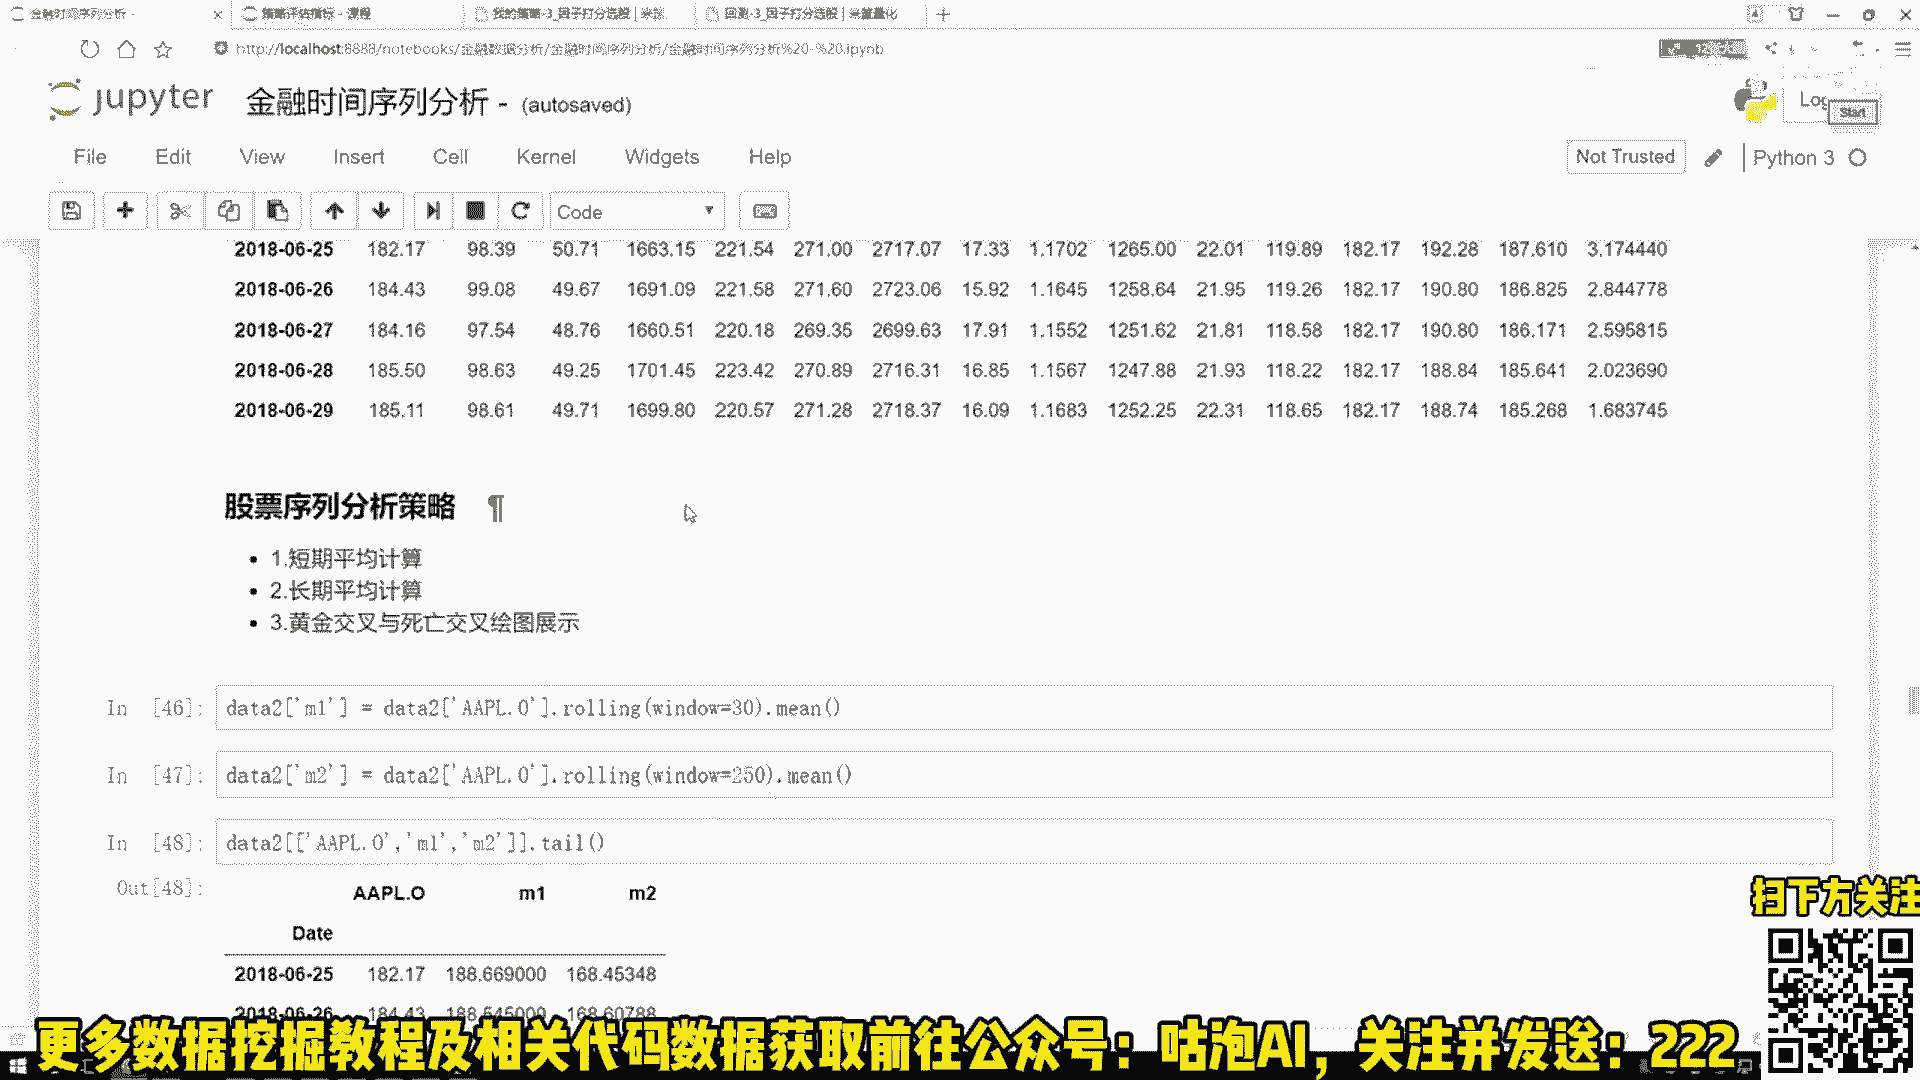 金融时间序列分析 -
策略评估指标 - 课程
我的策略-3_因子打分选股 | 米筐
回测-3_因子打分选股 | 米筐量化
http://localhost:8888/notebooks/金融数据分析/金融时间序列分析/金融时间序列分析%20-%20.ipynb
jupyter 金融时间序列分析 - (autosaved)
Start
File Edit View Insert Cell Kernel Widgets Help
Not Trusted Python 3
Code
2018-06-25 182.17 98.39 50.71 1663.15 221.54 271.00 2717.07 17.33 1.1702 1265.00 22.01 119.89 182.17 192.28 187.610 3.174440
2018-06-26 184.43 99.08 49.67 1691.09 221.58 271.60 2723.06 15.92 1.1645 1258.64 21.95 119.26 182.17 190.80 186.825 2.844778
2018-06-27 184.16 97.54 48.76 1660.51 220.18 269.35 2699.63 17.91 1.1552 1251.62 21.81 118.58 182.17 190.80 186.171 2.595815
2018-06-28 185.50 98.63 49.25 1701.45 223.42 270.89 2716.31 16.85 1.1567 1247.88 21.93 118.22 182.17 188.84 185.641 2.023690
2018-06-29 185.11 98.61 49.71 1699.80 220.57 271.28 2718.37 16.09 1.1683 1252.25 22.31 118.65 182.17 188.74 185.268 1.683745
股票序列分析策略 ¶
• 1.短期平均计算
• 2.长期平均计算
• 3.黄金交叉与死亡交叉绘图展示
In [46]: data2['m1'] = data2['AAPL.O'].rolling(window=30).mean()
In [47]: data2['m2'] = data2['AAPL.O'].rolling(window=250).mean()
In [48]: data2[['AAPL.O','m1','m2']].tail()
Out[48]:
AAPL.O m1 m2
Date
2018-06-25 182.17 188.669000 168.45348
2018-06-26 184.43 188.545000 168.60788
扫下方关注
更多数据挖掘教程及相关代码数据获取前往公众号：咕泡AI，关注并发送：222